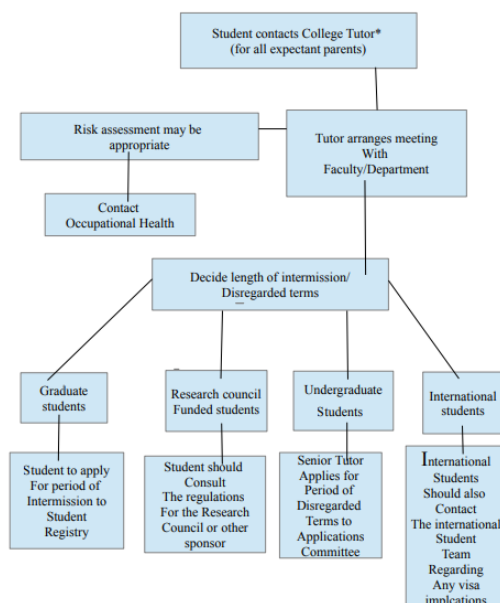 Student contacts College Tutor*
(for all expectant parents)
Risk assessment may be
appropriate
Tutor arranges meeting
With
Faculty/Department
Contact
Occupational Health
Decide length of intermission/
Disregarded terms
Graduate
students
Research council
Funded students
Undergraduate
Students
International
students
Student to apply
For period of
Intermission to
Student
Registry
Student should
Consult
The regulations
For the Research
Council or other
sponsor
Senior Tutor
Applies for
Period of
Disregarded
Terms to
Applications
Committee
International
Students
Should also
Contact
The international
Student
Team
Regarding
Any visa
implcations